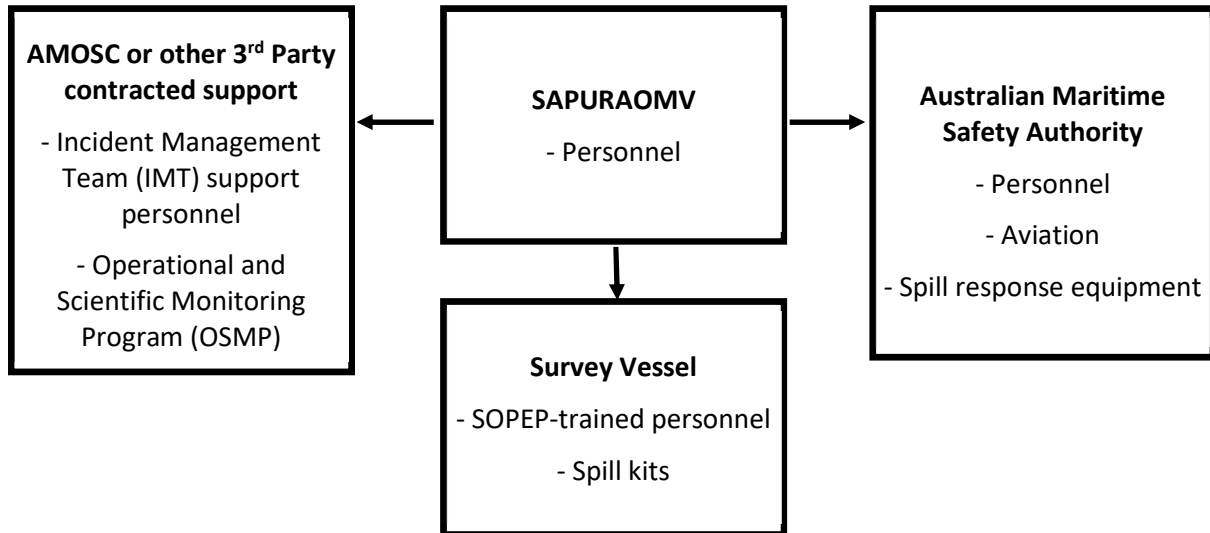 AMOSC or other 3rd Party
contracted support
- Incident Management
Team (IMT) support
personnel
- Operational and
Scientific Monitoring
Program (OSMP)
SAPURAOMV
- Personnel
Australian Maritime
Safety Authority
- Personnel
- Aviation
- Spill response equipment
Survey Vessel
- SOPEP-trained personnel
- Spill kits